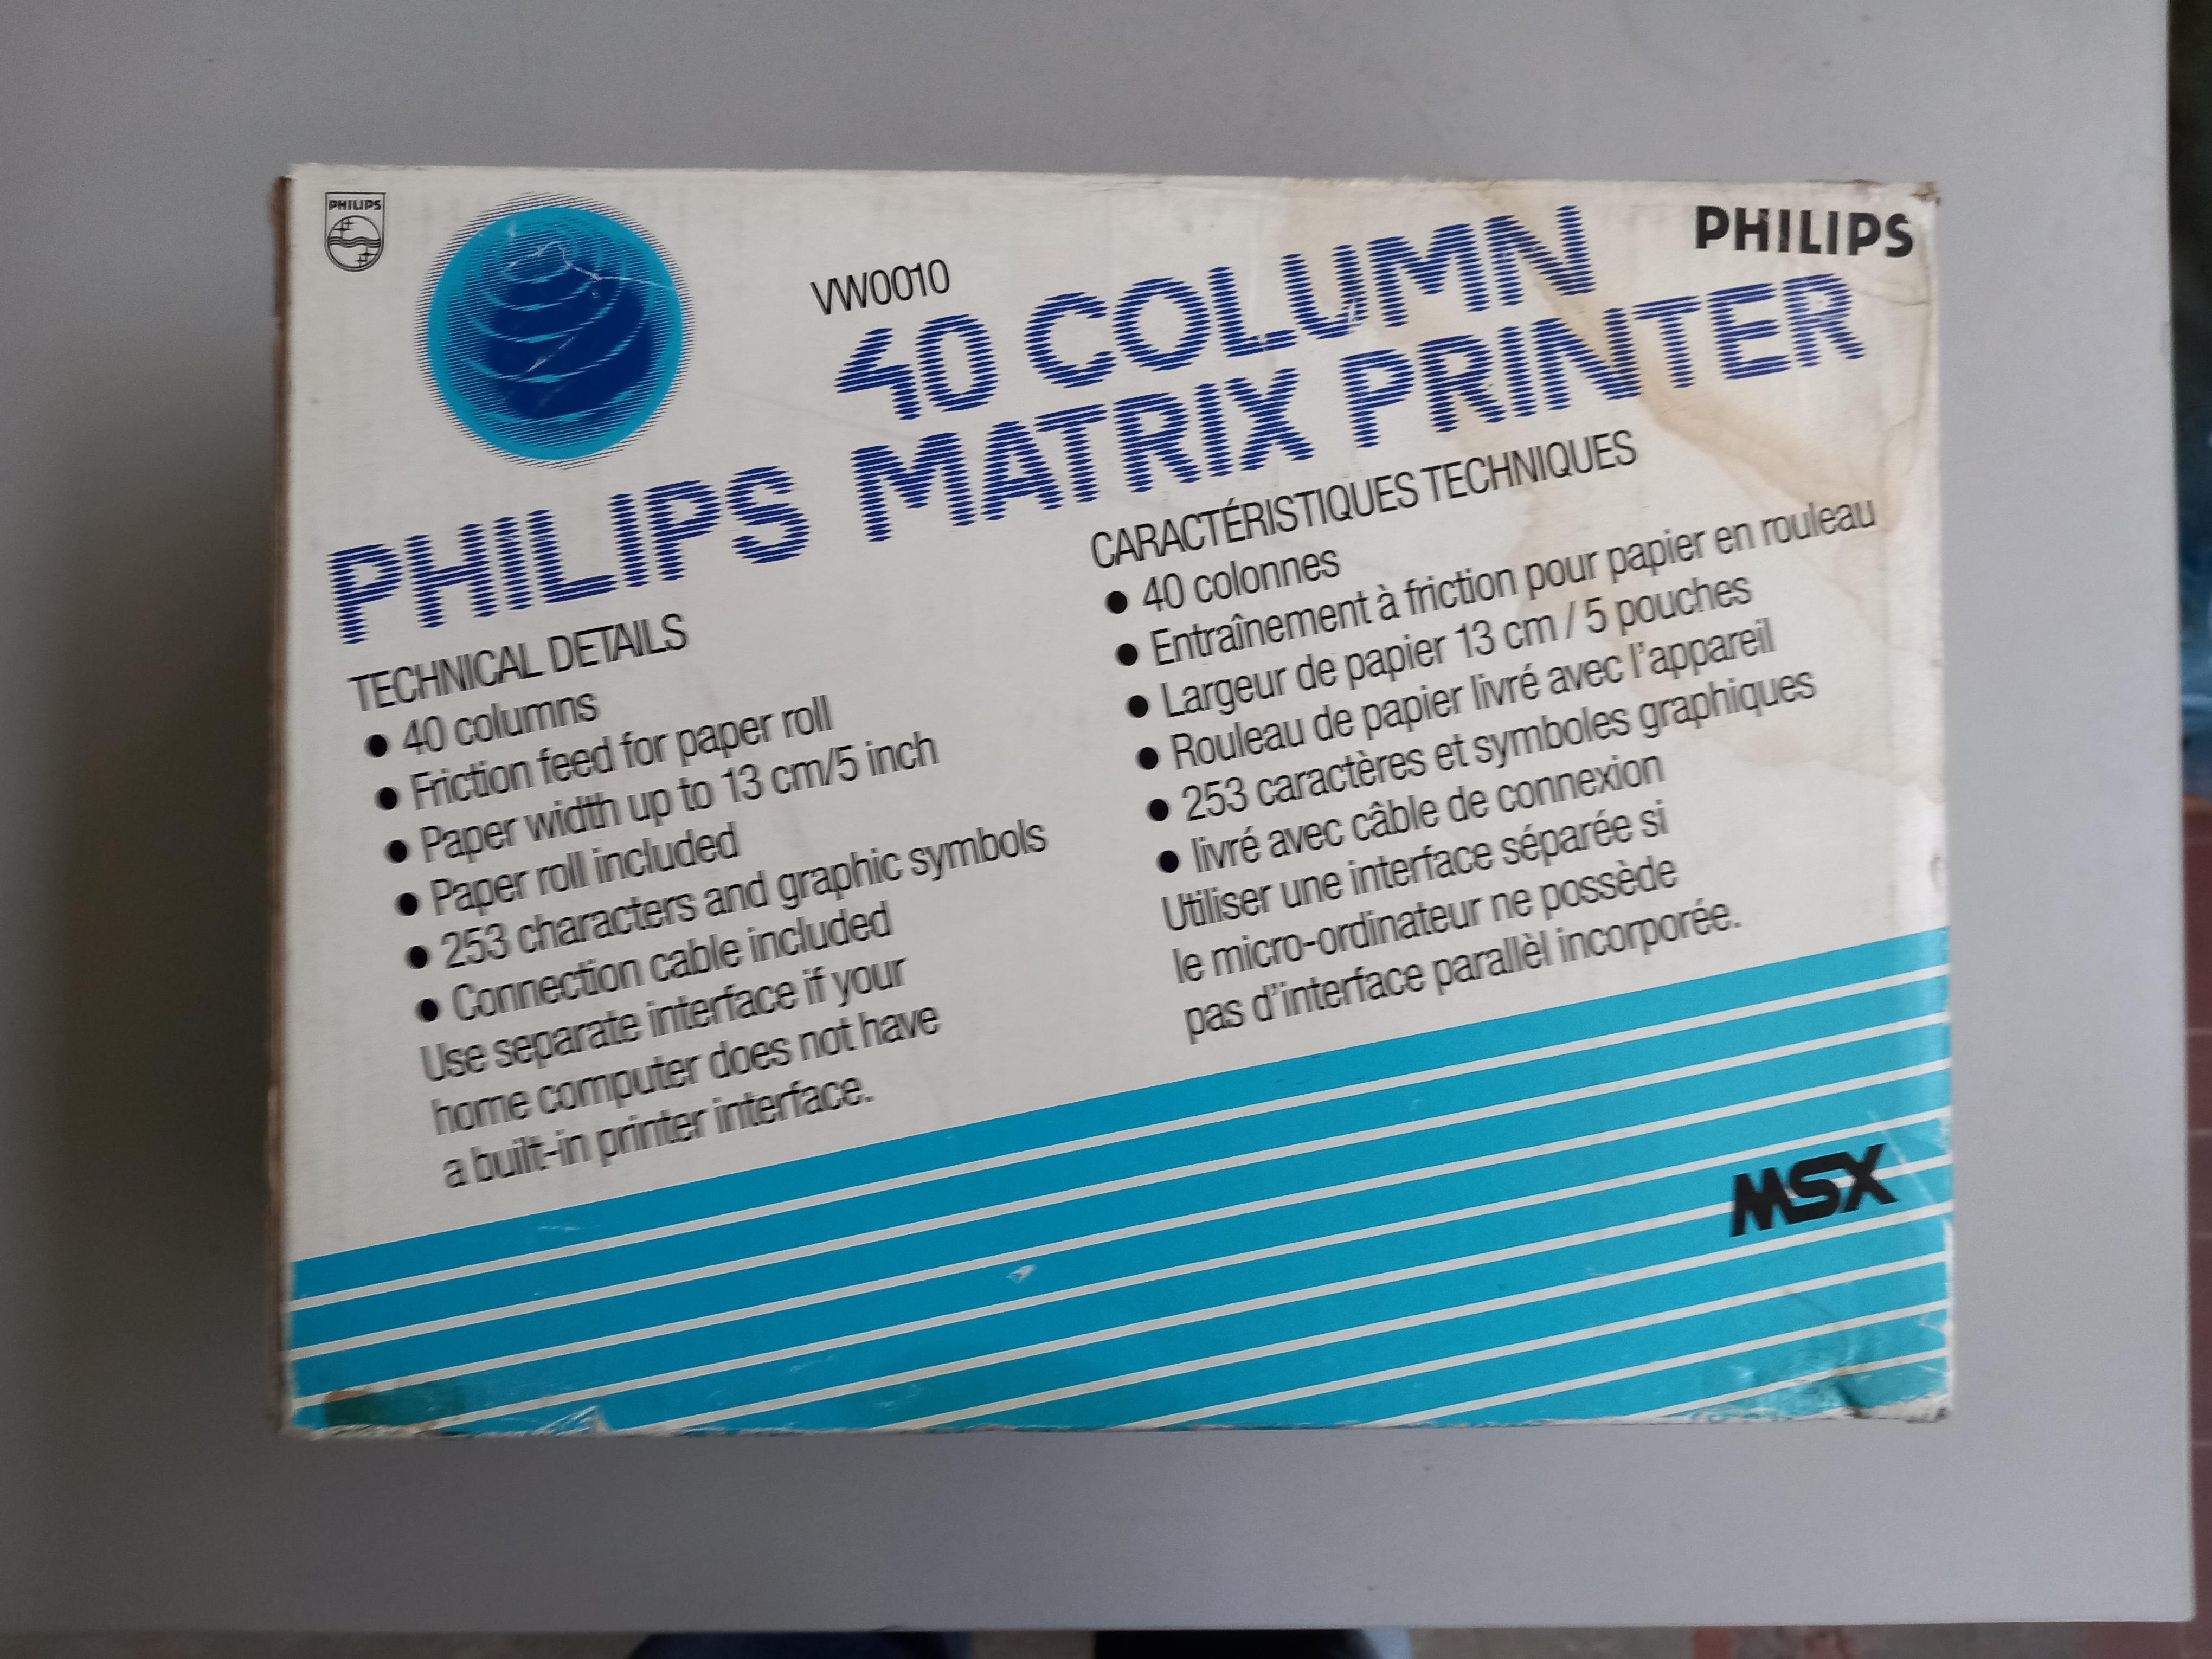 PHILIPS
PHILIPS
VW0010
40 COLUMN
PHILIPS MATRIX PRINTER
TECHNICAL DETAILS
● 40 columns
● Friction feed for paper roll
● Paper width up to 13 cm/5 inch
● Paper roll included
● 253 characters and graphic symbols
● Connection cable included
Use separate interface if your
home computer does not have
a built-in printer interface.
CARACTÉRISTIQUES TECHNIQUES
● 40 colonnes
● Entraînement à friction pour papier en rouleau
● Largeur de papier 13 cm / 5 pouches
● Rouleau de papier livré avec l'appareil
● 253 caractères et symboles graphiques
● livré avec câble de connexion
Utiliser une interface séparée si
le micro-ordinateur ne possède
pas d'interface parallèl incorporée.
MSX